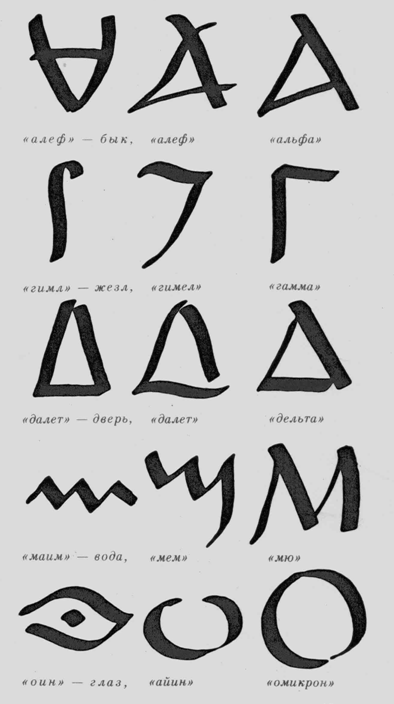 «алеф» — бык, «алеф» «альфа»
«гимл» — жезл, «гимел» «гамма»
«далет» — дверь, «далет» «дельта»
«маим» — вода, «мем» «мю»
«оин» — глаз, «айин» «омикрон»